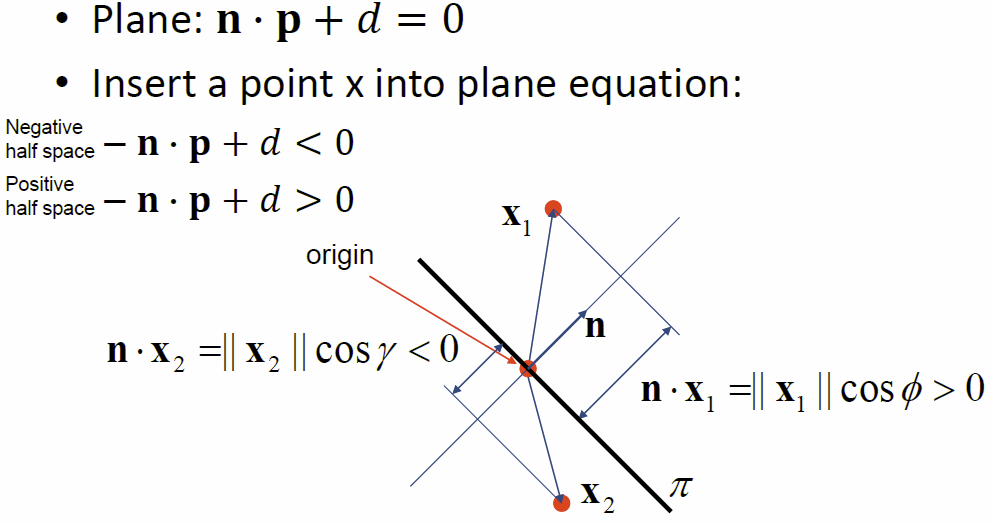 • Plane: n · p + d = 0
• Insert a point x into plane equation:
Negative
half space – n · p + d < 0
Positive
half space – n · p + d > 0
x₁
origin
n
n · x₂ =|| x₂ || cos γ < 0
n · x₁ =|| x₁ || cos ϕ > 0
x₂
π